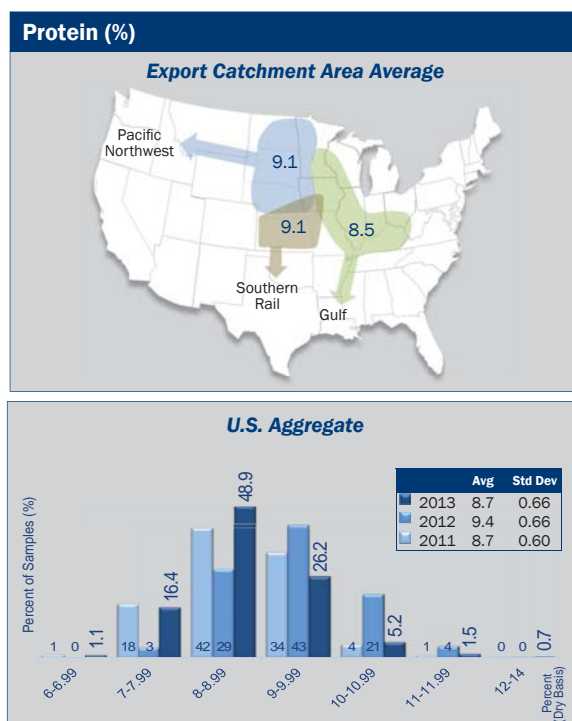 Protein (%)
Export Catchment Area Average
Pacific
Northwest
9.1
9.1
8.5
Southern
Rail
Gulf
U.S. Aggregate
Avg Std Dev
2013 8.7 0.66
2012 9.4 0.66
2011 8.7 0.60
Percent of Samples (%)
1 0 1.1
18 3 16.4
42 29 48.9
34 43 26.2
4 21 5.2
1 4 1.5
0 0 0.7
6-6.99
7-7.99
8-8.99
9-9.99
10-10.99
11-11.99
12-14
Percent
(Dry Basis)